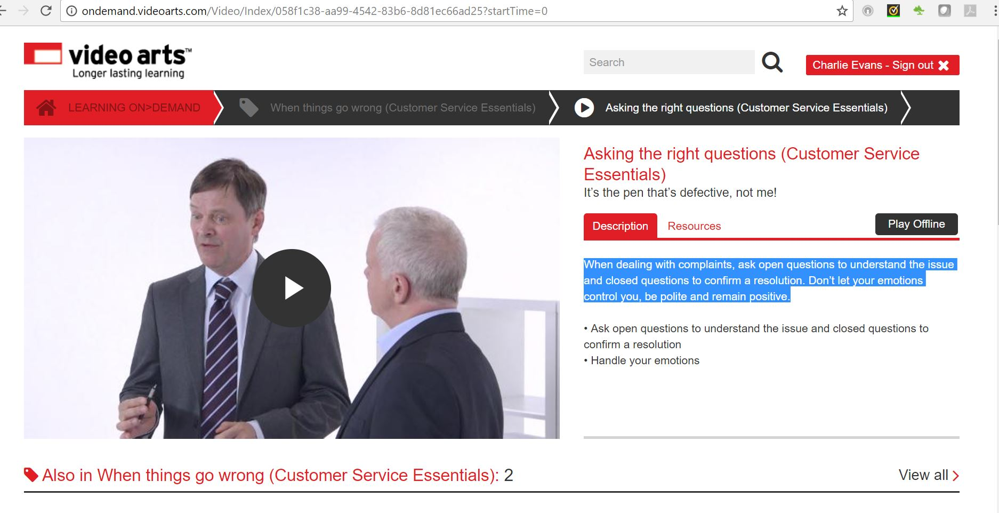 ondemand.videoarts.com/Video/Index/058f1c38-aa99-4542-83b6-8d81ec66ad25?startTime=0
video arts™
Longer lasting learning
Search
Charlie Evans - Sign out
LEARNING ON>DEMAND
When things go wrong (Customer Service Essentials)
Asking the right questions (Customer Service Essentials)
Asking the right questions (Customer Service
Essentials)
It’s the pen that’s defective, not me!
Description
Resources
Play Offline
When dealing with complaints, ask open questions to understand the issue
and closed questions to confirm a resolution. Don’t let your emotions
control you, be polite and remain positive.
• Ask open questions to understand the issue and closed questions to
confirm a resolution
• Handle your emotions
Also in When things go wrong (Customer Service Essentials): 2
View all